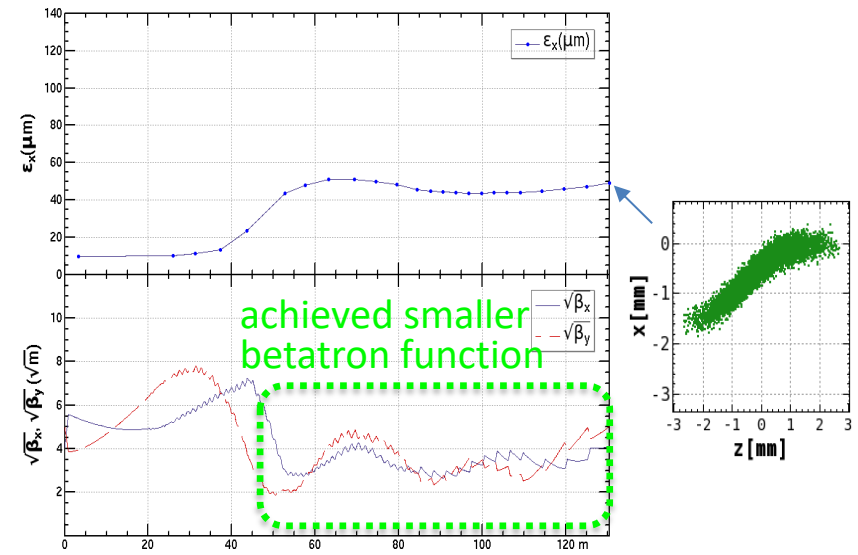 140
120
100
80
60
40
20
0
εx(μm)
εx(μm)
10
8
6
4
2
√βx, √βy (√m)
√βx
√βy
achieved smaller
betatron function
0 20 40 60 80 100 120 m
0
-1
-2
-3
x[mm]
-3 -2 -1 0 1 2 3
z[mm]